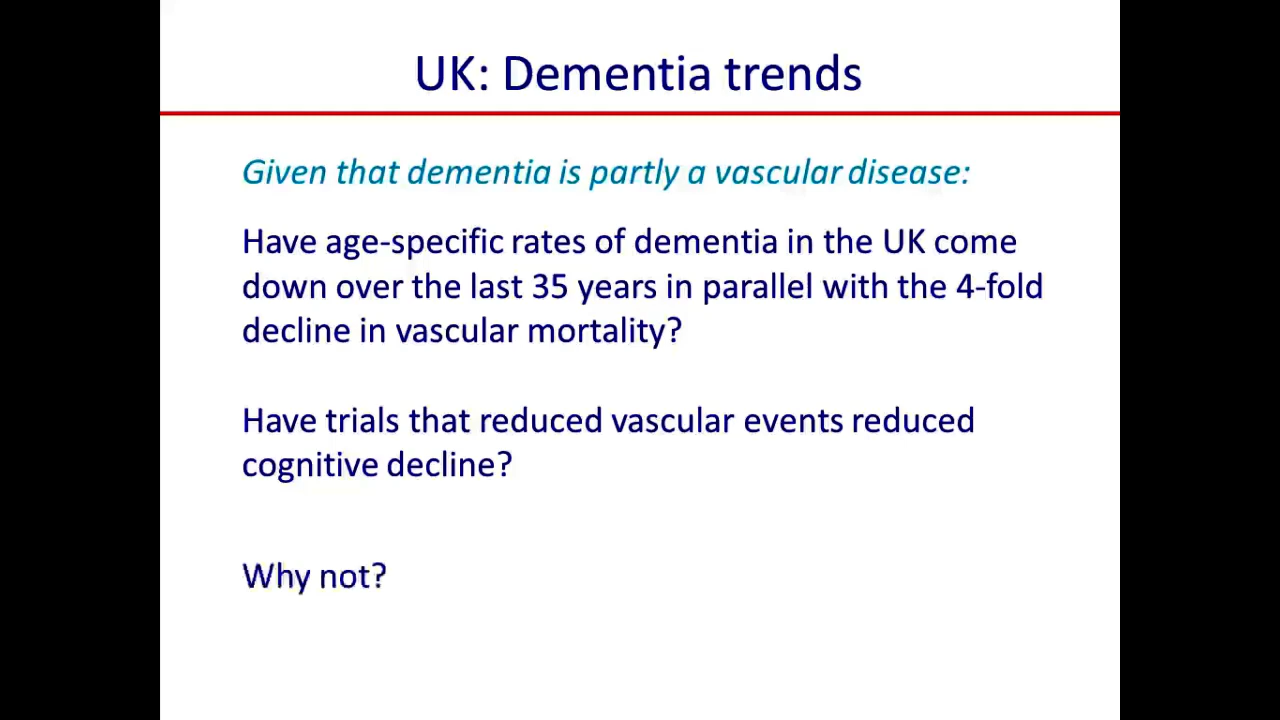 UK: Dementia trends
Given that dementia is partly a vascular disease:
Have age-specific rates of dementia in the UK come
down over the last 35 years in parallel with the 4-fold
decline in vascular mortality?
Have trials that reduced vascular events reduced
cognitive decline?
Why not?